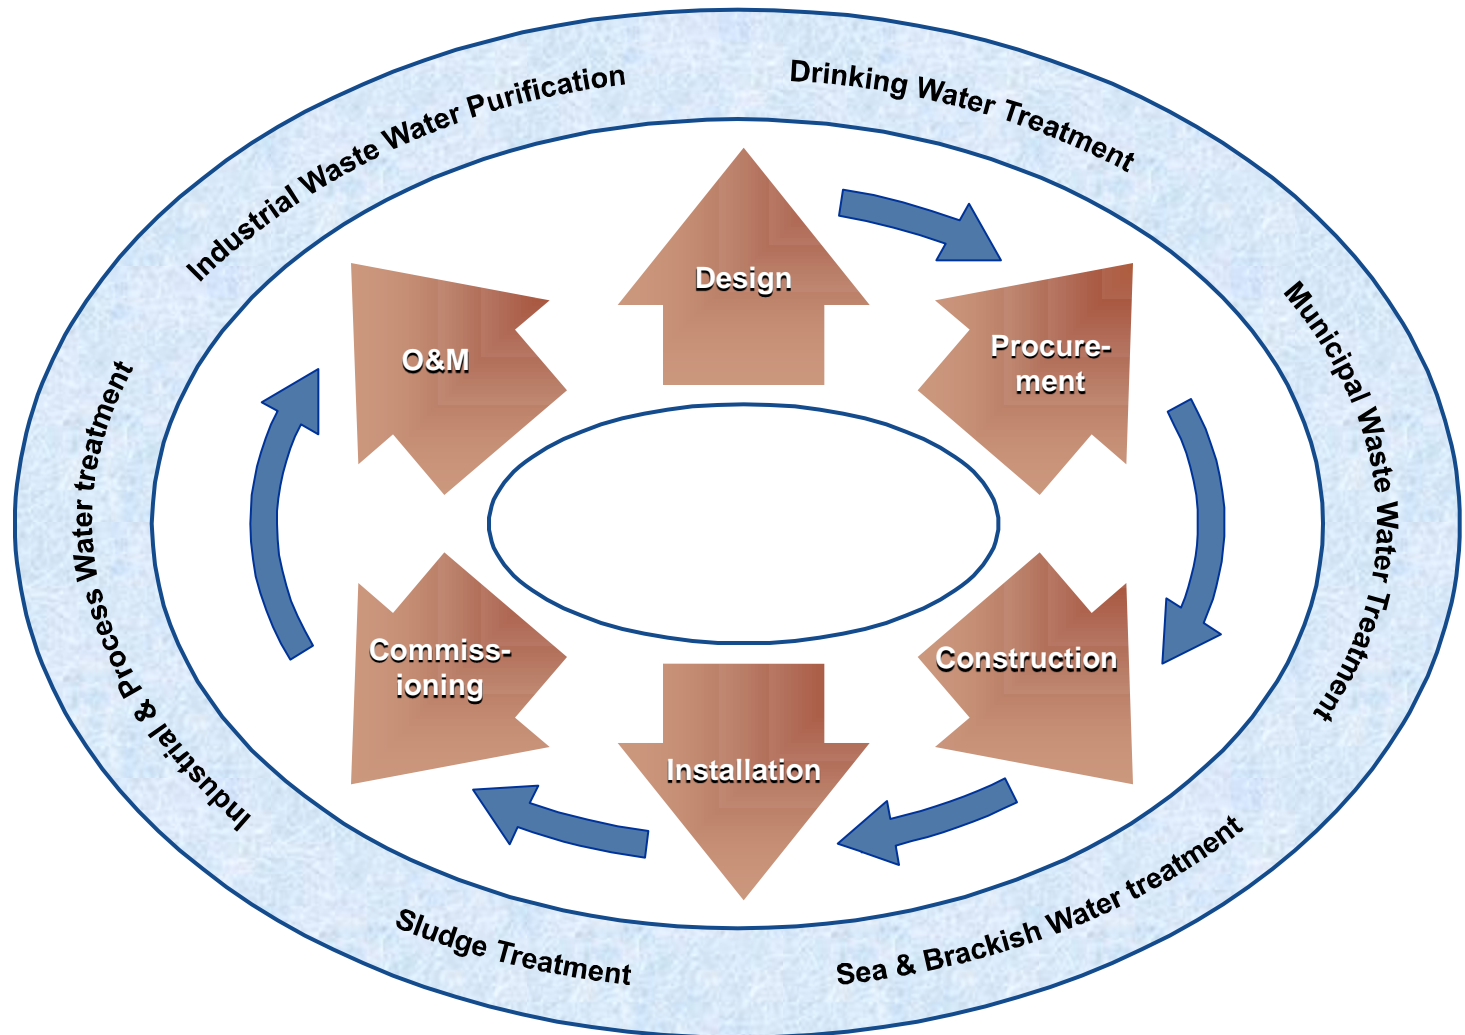 Industrial Waste Water Purification
Drinking Water Treatment
Municipal Waste Water Treatment
Sea & Brackish Water treatment
Sludge Treatment
Industrial & Process Water treatment
Design
Procure-
ment
Construction
Installation
Commiss-
ioning
O&M